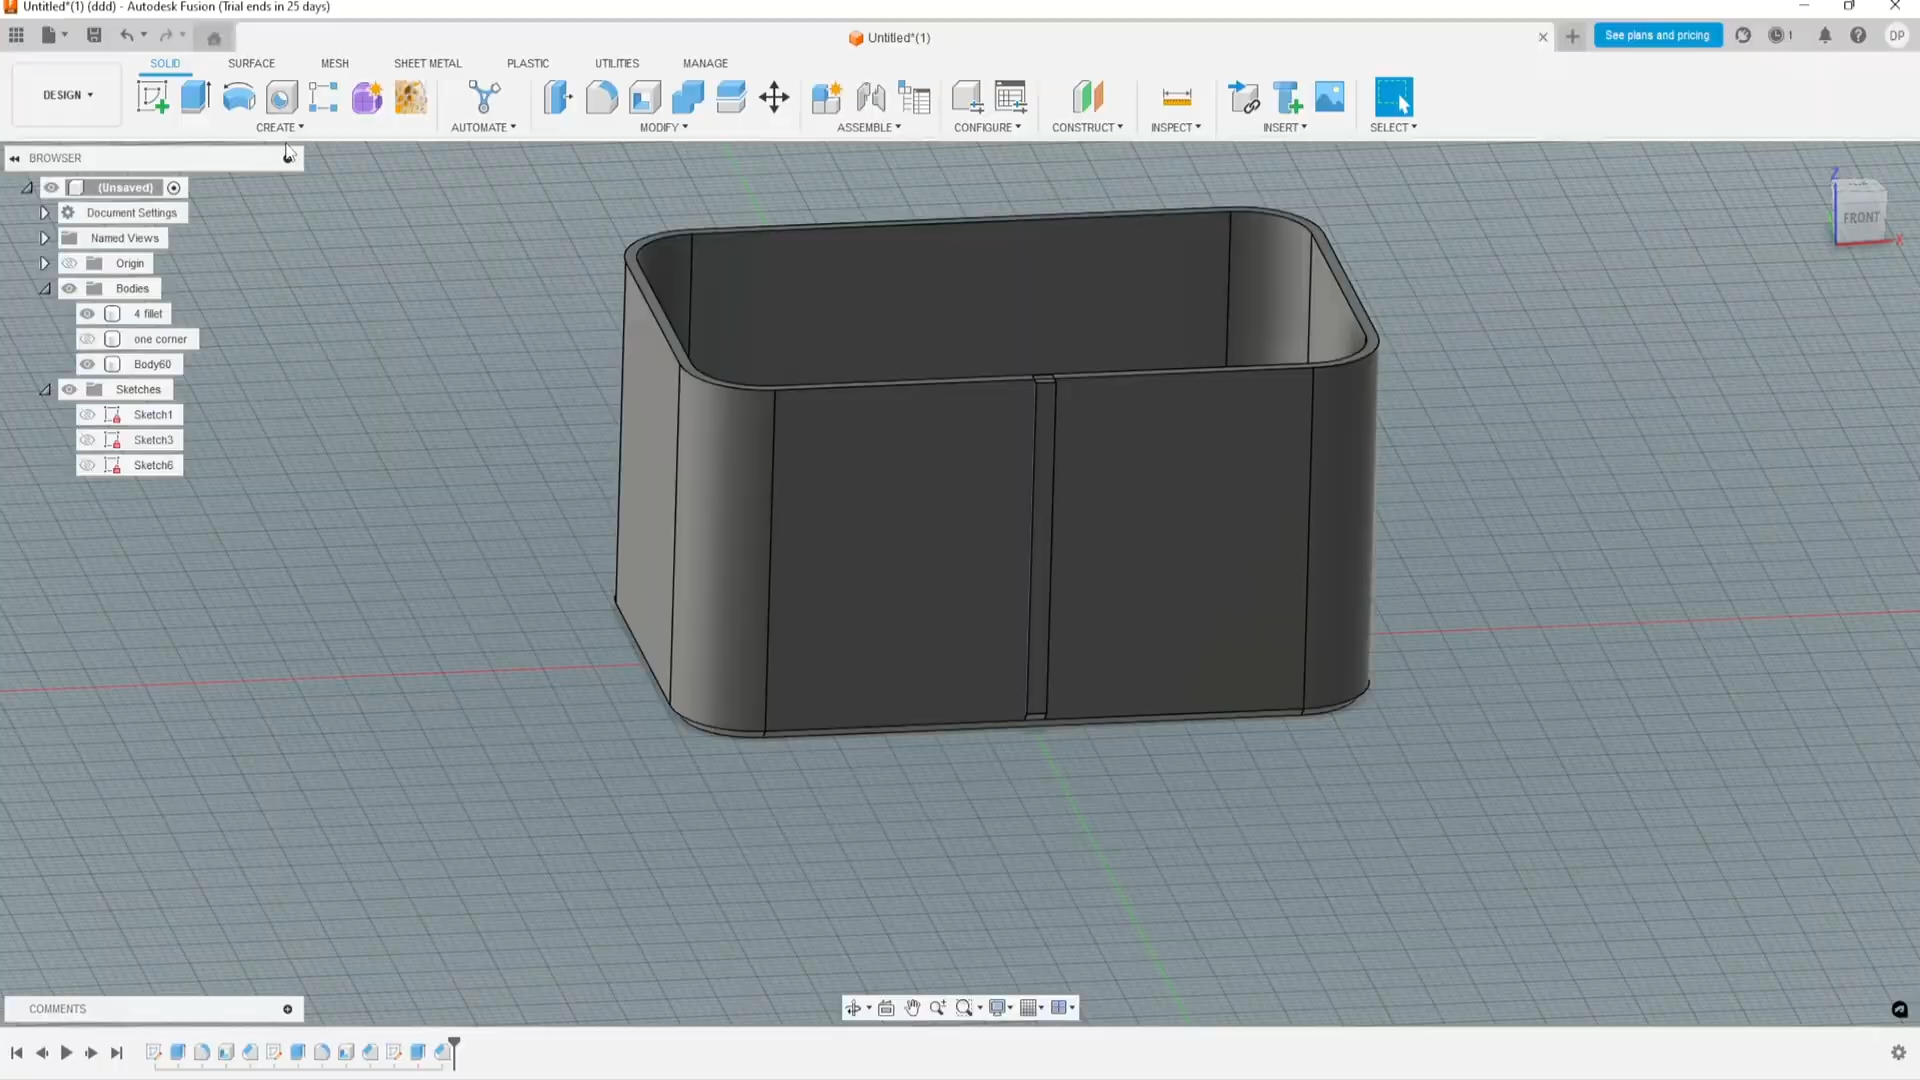 Untitled*(1) (ddd) - Autodesk Fusion (Trial ends in 25 days)
Untitled*(1)
See plans and pricing
1
DP
DESIGN
SOLID
SURFACE
MESH
SHEET METAL
PLASTIC
UTILITIES
MANAGE
CREATE
AUTOMATE
MODIFY
ASSEMBLE
CONFIGURE
CONSTRUCT
INSPECT
INSERT
SELECT
BROWSER
(Unsaved)
Document Settings
Named Views
Origin
Bodies
4 fillet
one corner
Body60
Sketches
Sketch1
Sketch3
Sketch6
Z
FRONT
X
COMMENTS